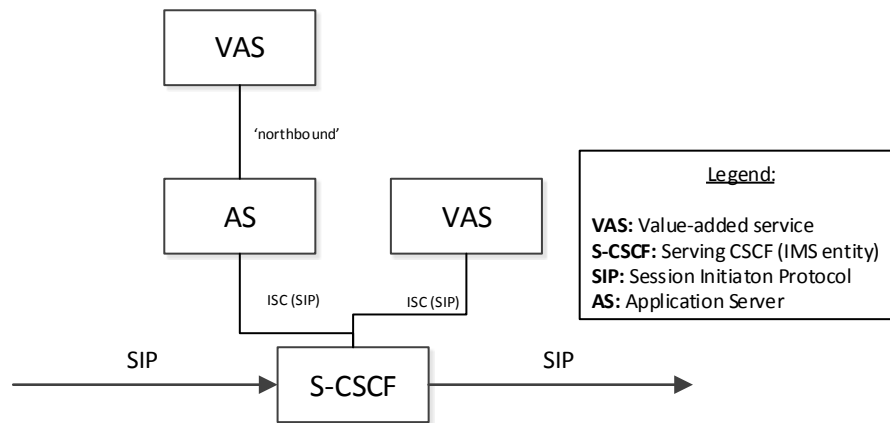 VAS
‘northbound’
AS
VAS
ISC (SIP)
ISC (SIP)
SIP
S-CSCF
SIP
Legend:
VAS: Value-added service
S-CSCF: Serving CSCF (IMS entity)
SIP: Session Initiaton Protocol
AS: Application Server